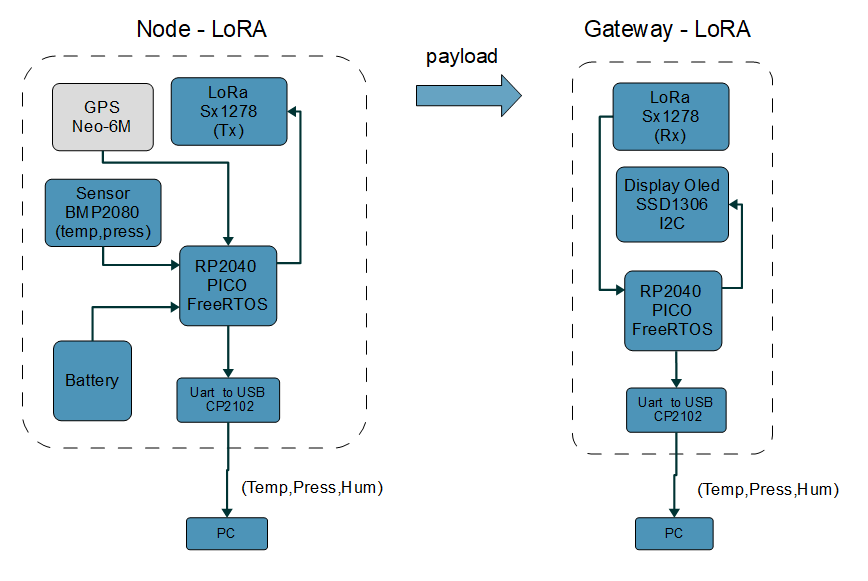 Node - LoRA
GPS
Neo-6M
LoRa
Sx1278
(Tx)
Sensor
BMP2080
(temp,press)
RP2040
PICO
FreeRTOS
Battery
Uart to USB
CP2102
(Temp,Press,Hum)
PC
payload
Gateway - LoRA
LoRa
Sx1278
(Rx)
Display Oled
SSD1306
I2C
RP2040
PICO
FreeRTOS
Uart to USB
CP2102
(Temp,Press,Hum)
PC